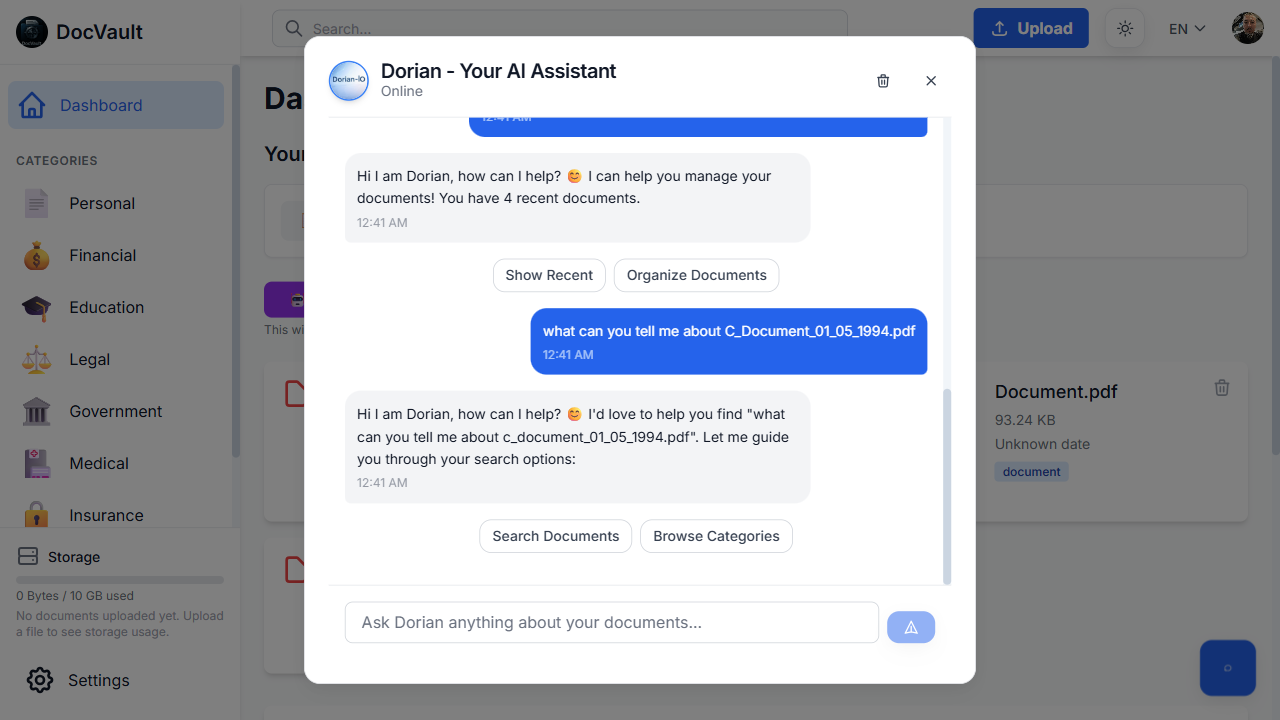 DocVault
Search...
Upload
EN
Dashboard
CATEGORIES
Personal
Financial
Education
Legal
Government
Medical
Insurance
Storage
0 Bytes / 10 GB used
No documents uploaded yet. Upload
a file to see storage usage.
Settings
Da
Your
This wi
Dorian-IO
Dorian - Your AI Assistant
Online
12:41 AM
Hi I am Dorian, how can I help? 😊 I can help you manage your
documents! You have 4 recent documents.
12:41 AM
Show Recent
Organize Documents
what can you tell me about C_Document_01_05_1994.pdf
12:41 AM
Hi I am Dorian, how can I help? 😊 I'd love to help you find "what
can you tell me about c_document_01_05_1994.pdf". Let me guide
you through your search options:
12:41 AM
Search Documents
Browse Categories
Ask Dorian anything about your documents...
Document.pdf
93.24 KB
Unknown date
document